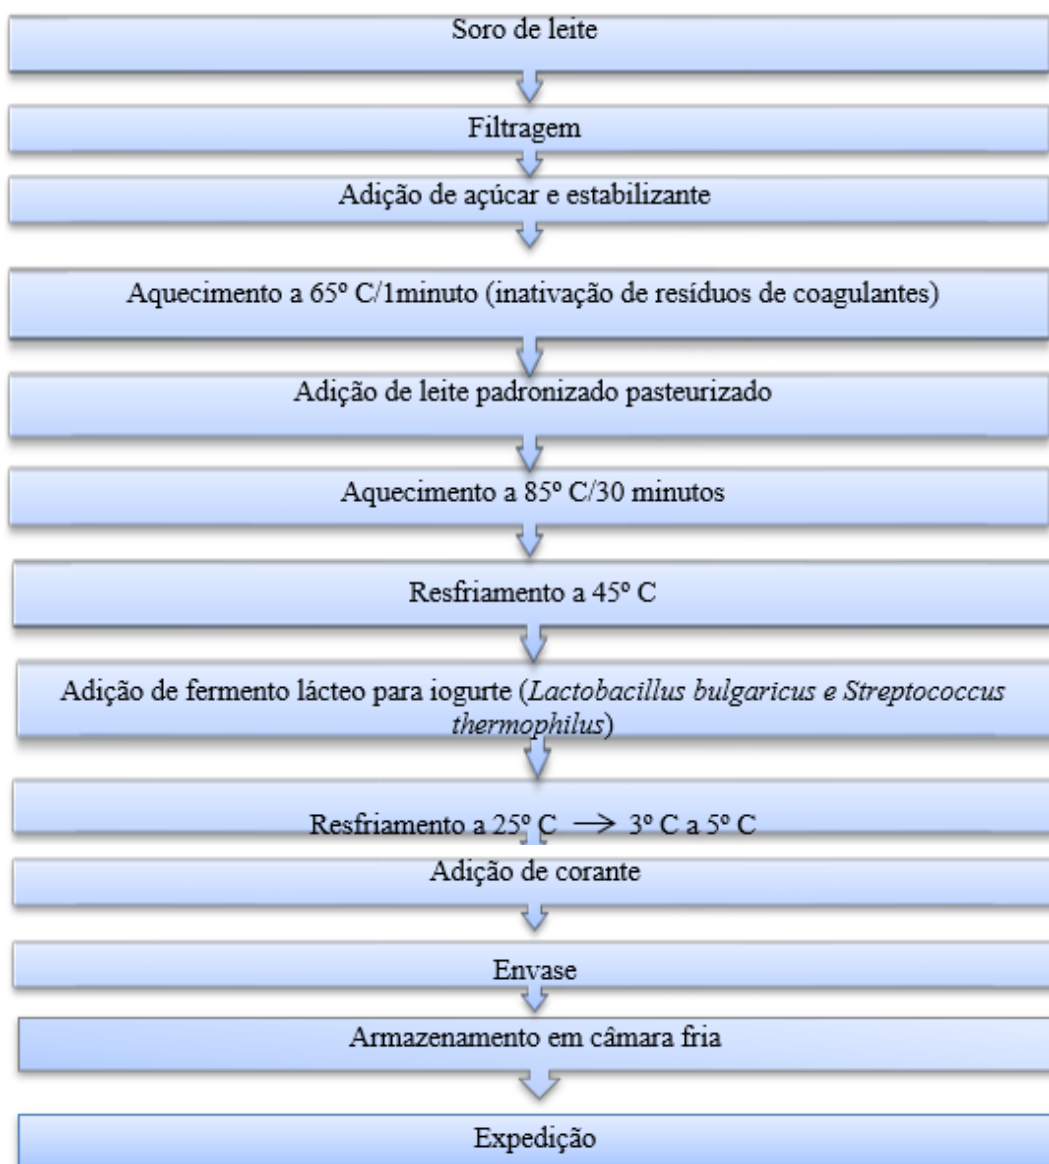 Soro de leite
Filtragem
Adição de açúcar e estabilizante
Aquecimento a 65º C/1minuto (inativação de resíduos de coagulantes)
Adição de leite padronizado pasteurizado
Aquecimento a 85º C/30 minutos
Resfriamento a 45º C
Adição de fermento lácteo para iogurte (Lactobacillus bulgaricus e Streptococcus
thermophilus)
Resfriamento a 25º C → 3º C a 5º C
Adição de corante
Envase
Armazenamento em câmara fria
Expedição